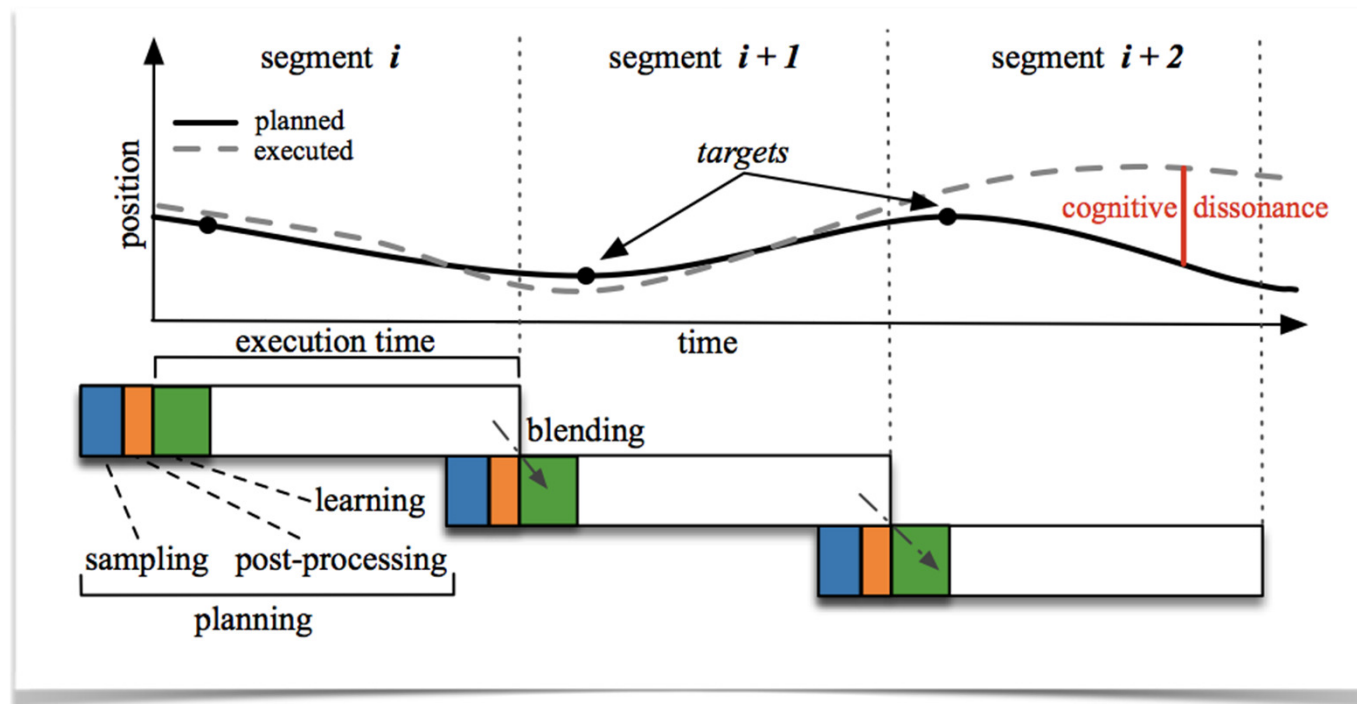 segment i
segment i + 1
segment i + 2
planned
executed
targets
position
cognitive dissonance
execution time
time
blending
learning
sampling
post-processing
planning